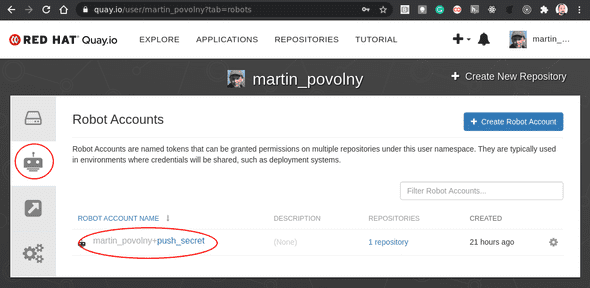 quay.io/user/martin_povolny?tab=robots
RED HAT Quay.io EXPLORE APPLICATIONS REPOSITORIES TUTORIAL martin_...
martin_povolny
Create New Repository
Robot Accounts
Create Robot Account
Robot Accounts are named tokens that can be granted permissions on multiple repositories under this user namespace. They are typically used
in environments where credentials will be shared, such as deployment systems.
Filter Robot Accounts...
ROBOT ACCOUNT NAME DESCRIPTION REPOSITORIES CREATED
martin_povolny+push_secret (None) 1 repository 21 hours ago